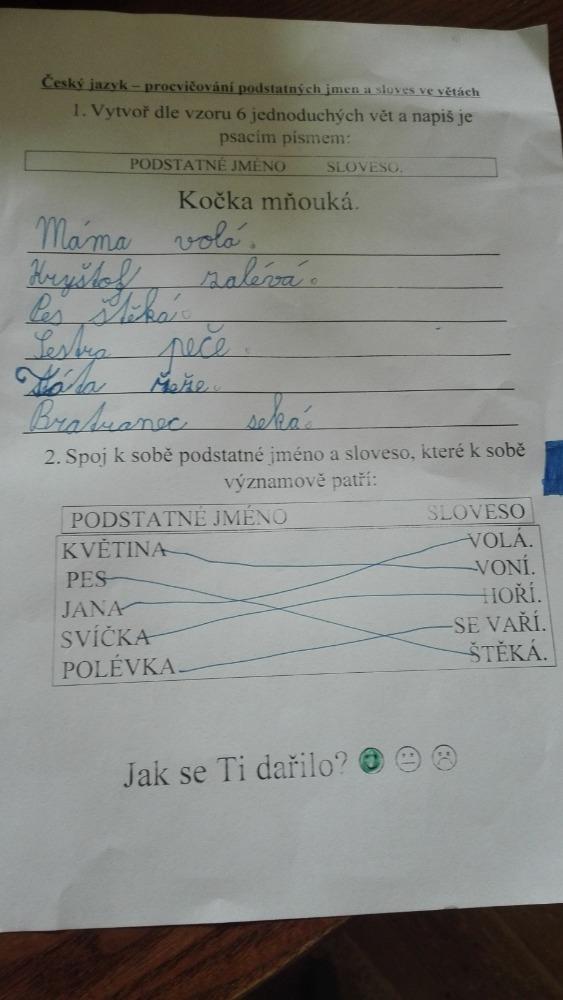 Český jazyk – procvičování podstatných jmen a sloves ve větách
1. Vytvoř dle vzoru 6 jednoduchých vět a napiš je
psacím písmem:
PODSTATNÉ JMÉNO SLOVESO.
Kočka mňouká.
Máma volá.
Kryštof zalévá.
Pes štěká.
Sestra peče.
Táta řeže.
Bratranec seká.
2. Spoj k sobě podstatné jméno a sloveso, které k sobě
významově patří:
PODSTATNÉ JMÉNO SLOVESO
KVĚTINA VOLÁ.
PES VONÍ.
JANA HOŘÍ.
SVÍČKA SE VAŘÍ.
POLÉVKA ŠTĚKÁ.
Jak se Ti dařilo?